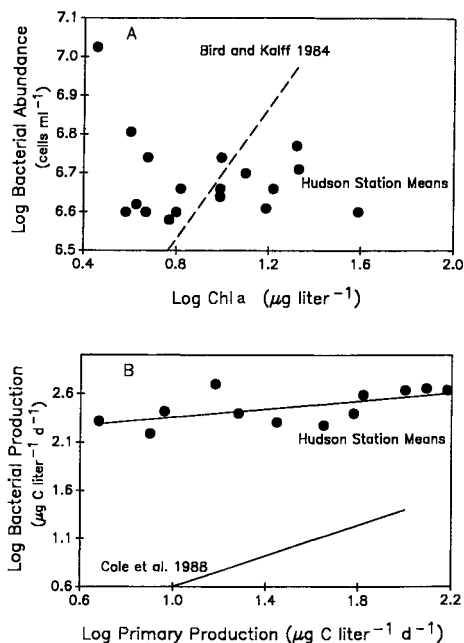 A
Bird and Kalff 1984
Hudson Station Means
Log Bacterial Abundance
(cells ml⁻¹)
7.1
7.0
6.9
6.8
6.7
6.6
6.5
0.4 0.8 1.2 1.6 2.0
Log Chl a (μg liter⁻¹)
B
Hudson Station Means
Cole et al. 1988
Log Bacterial Production
(μg C liter⁻¹ d⁻¹)
2.6
2.1
1.6
1.1
0.6
0.6 1.0 1.4 1.8 2.2
Log Primary Production (μg C liter⁻¹ d⁻¹)